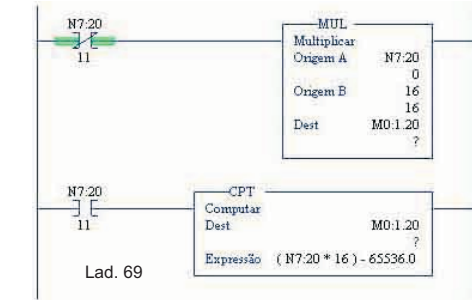 N7:20
11
MUL
Multiplicar
Origem A N7:20
0
Origem B 16
16
Dest M0:1.20
?
N7:20
11
CPT
Computar
Dest M0:1.20
?
Expressão ( N7:20 * 16 ) - 65536.0
Lad. 69